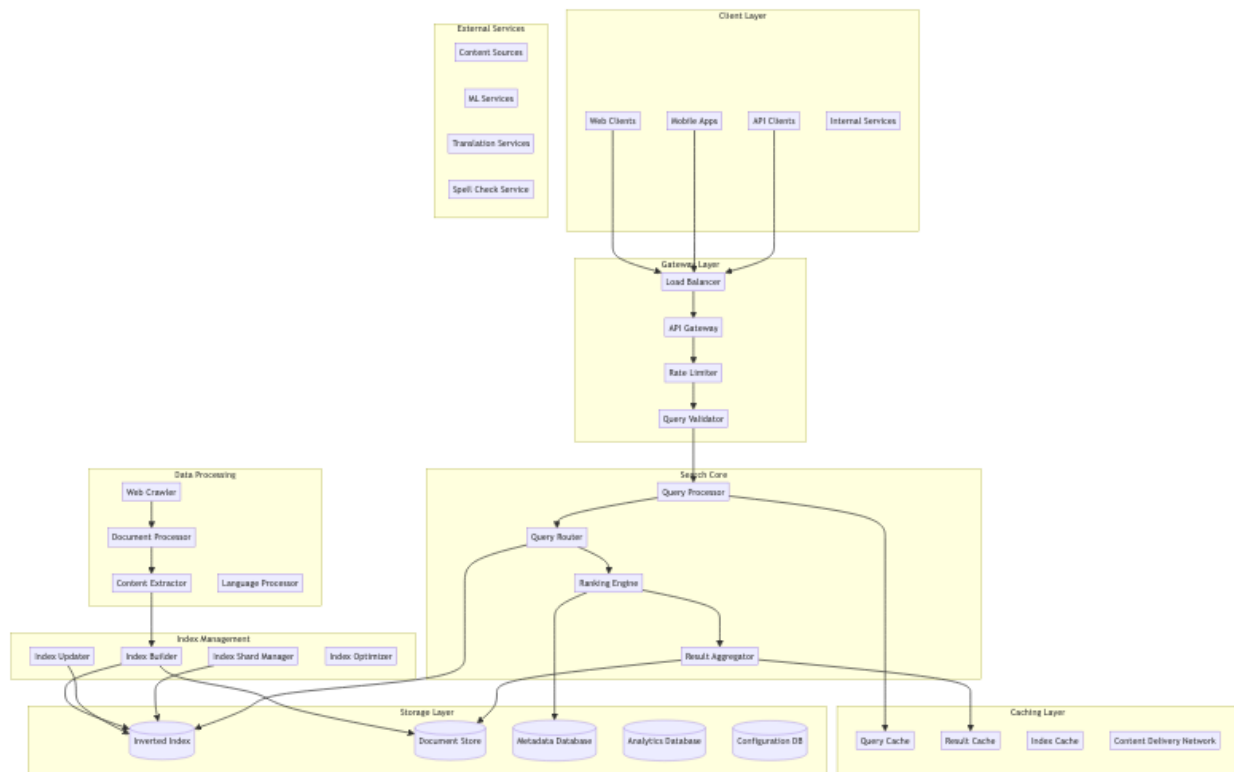 Client Layer
External Services
Content Sources
ML Services
Web Clients
Mobile Apps
API Clients
Internal Services
Translation Services
Spell Check Service
Gateway Layer
Load Balancer
API Gateway
Rate Limiter
Query Validator
Data Processing
Search Core
Web Crawler
Query Processor
Document Processor
Query Router
Content Extractor
Language Processor
Ranking Engine
Index Management
Index Updater
Index Builder
Index Shard Manager
Index Optimizer
Result Aggregator
Storage Layer
Caching Layer
Inverted Index
Document Store
Metadata Database
Analytics Database
Configuration DB
Query Cache
Result Cache
Index Cache
Content Delivery Network